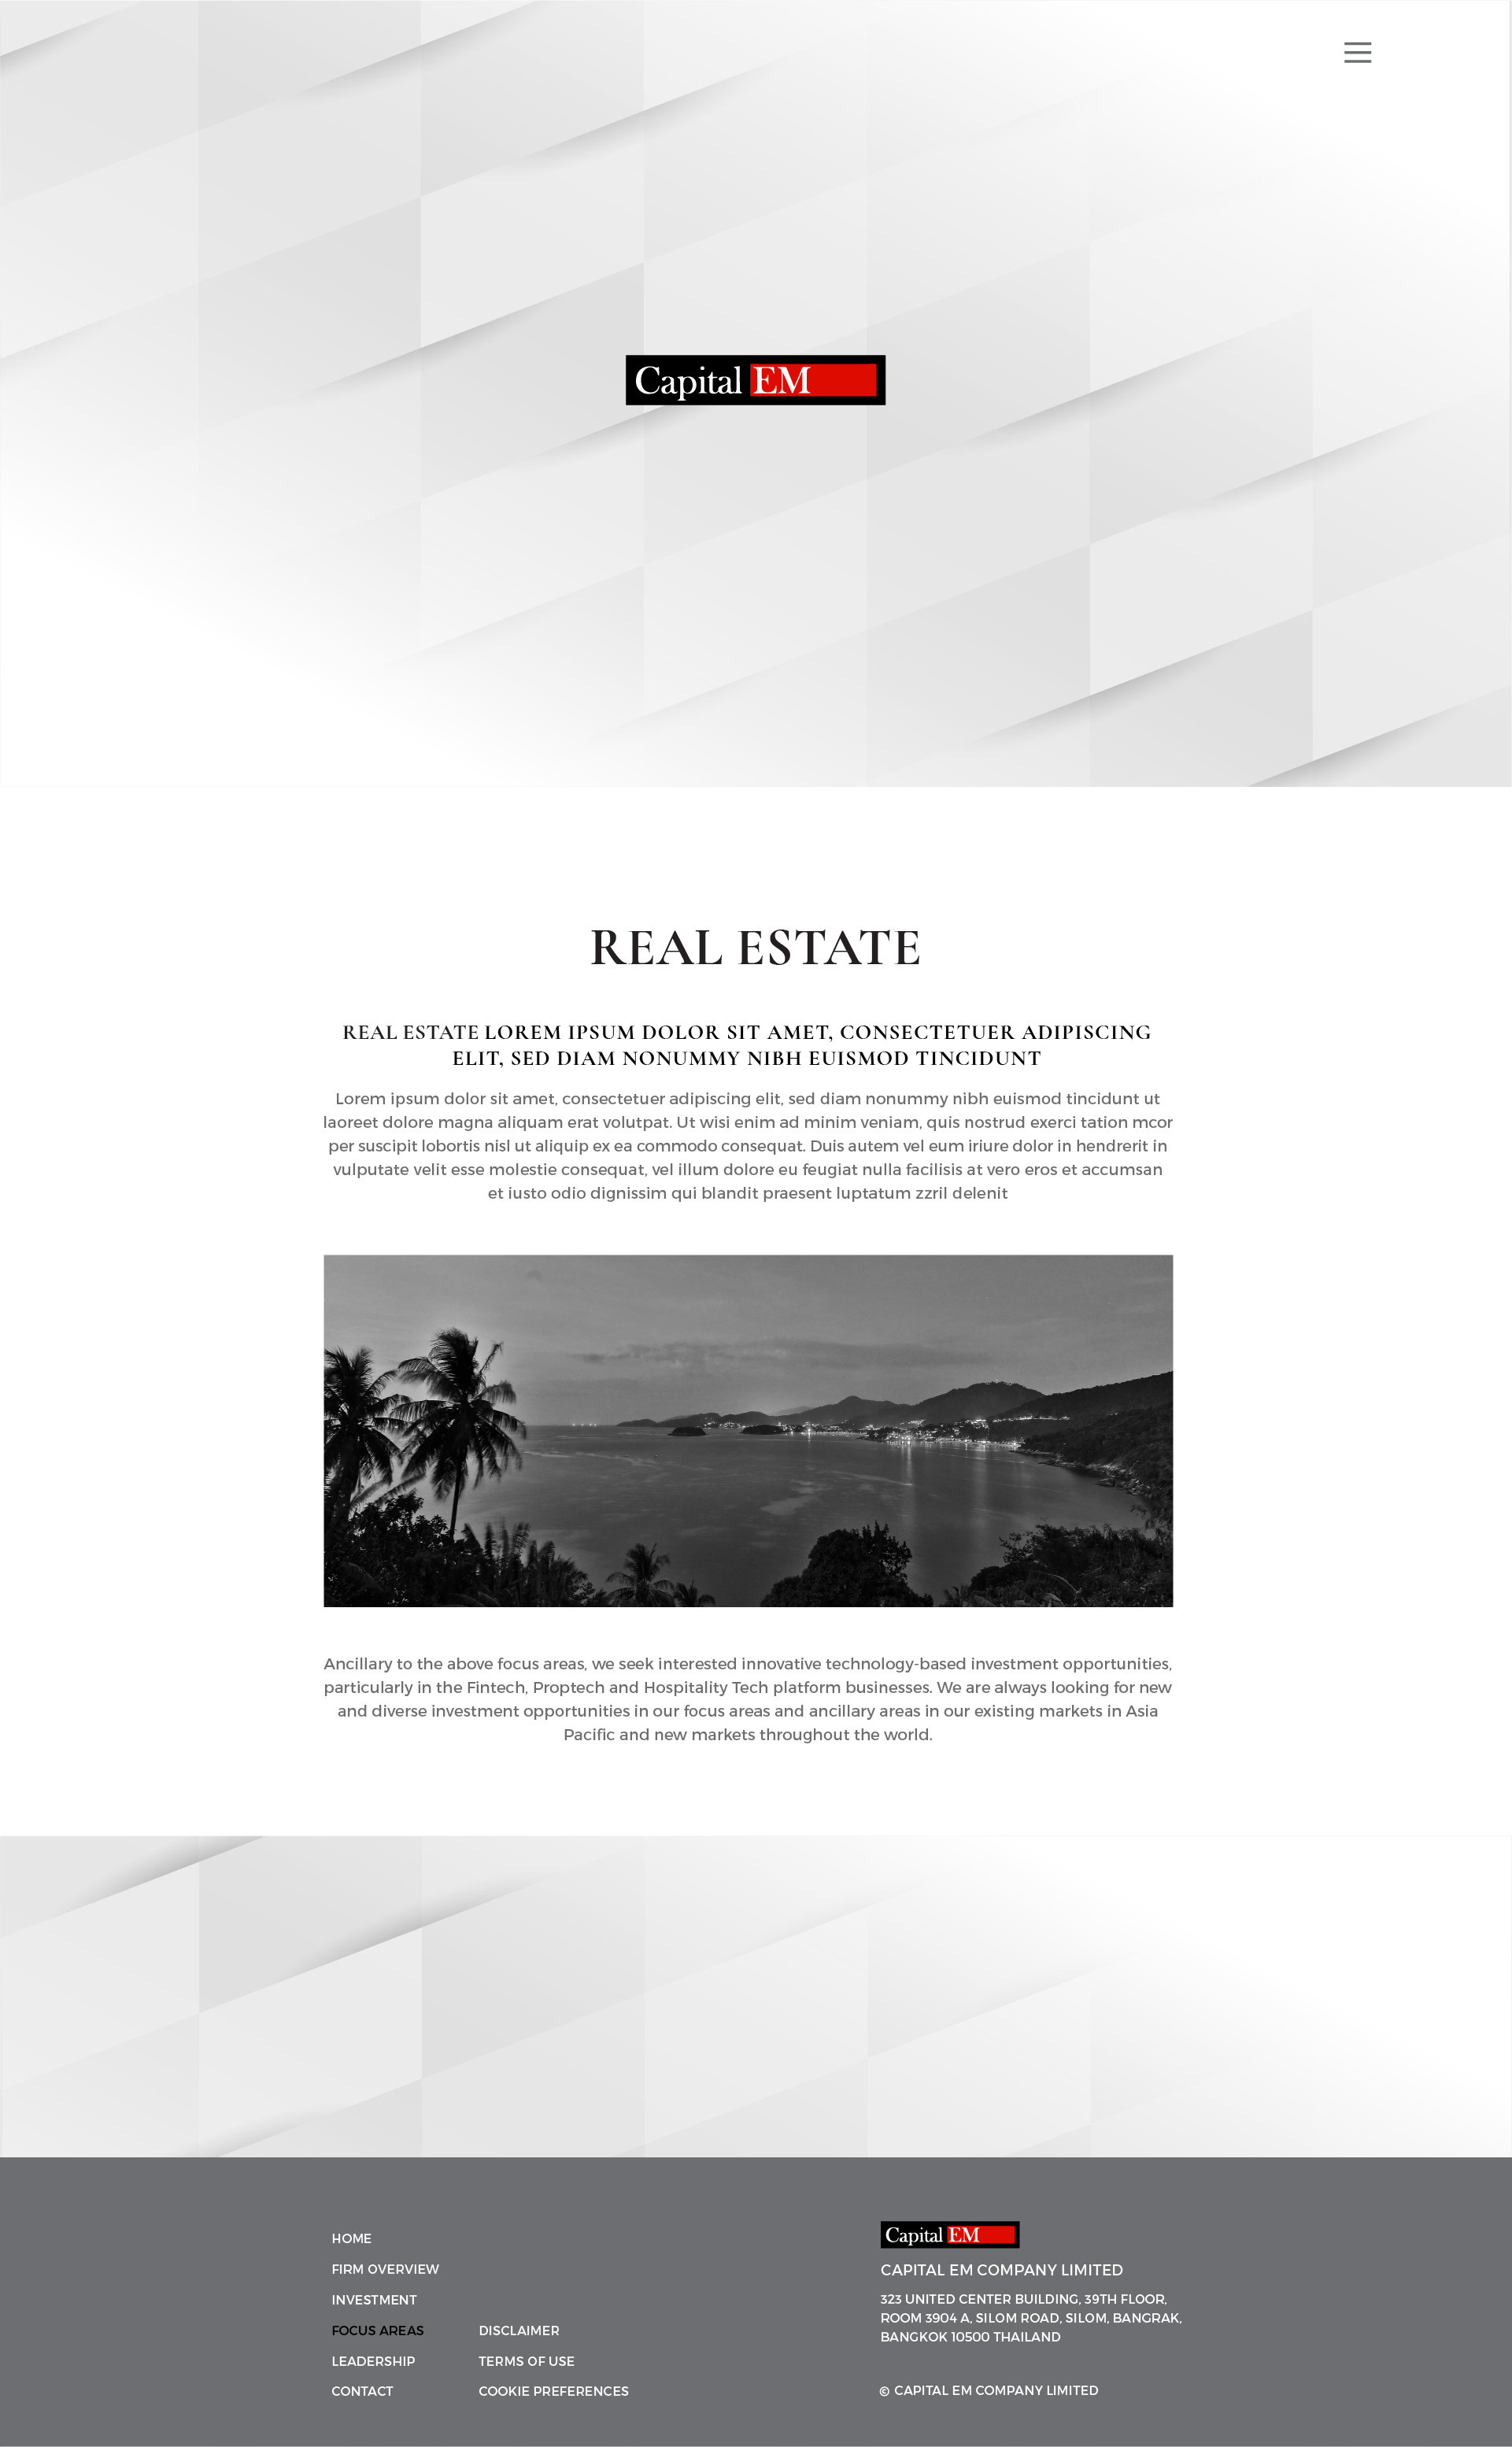 Capital EM
REAL ESTATE
REAL ESTATE LOREM IPSUM DOLOR SIT AMET, CONSECTETUER ADIPISCING
ELIT, SED DIAM NONUMMY NIBH EUISMOD TINCIDUNT
Lorem ipsum dolor sit amet, consectetuer adipiscing elit, sed diam nonummy nibh euismod tincidunt ut
laoreet dolore magna aliquam erat volutpat. Ut wisi enim ad minim veniam, quis nostrud exerci tation mcor
per suscipit lobortis nisl ut aliquip ex ea commodo consequat. Duis autem vel eum iriure dolor in hendrerit in
vulputate velit esse molestie consequat, vel illum dolore eu feugiat nulla facilisis at vero eros et accumsan
et iusto odio dignissim qui blandit praesent luptatum zzril delenit
Ancillary to the above focus areas, we seek interested innovative technology-based investment opportunities,
particularly in the Fintech, Proptech and Hospitality Tech platform businesses. We are always looking for new
and diverse investment opportunities in our focus areas and ancillary areas in our existing markets in Asia
Pacific and new markets throughout the world.
HOME
FIRM OVERVIEW
INVESTMENT
FOCUS AREAS
LEADERSHIP
CONTACT
DISCLAIMER
TERMS OF USE
COOKIE PREFERENCES
Capital EM
CAPITAL EM COMPANY LIMITED
323 UNITED CENTER BUILDING, 39TH FLOOR,
ROOM 3904 A, SILOM ROAD, SILOM, BANGRAK,
BANGKOK 10500 THAILAND
© CAPITAL EM COMPANY LIMITED